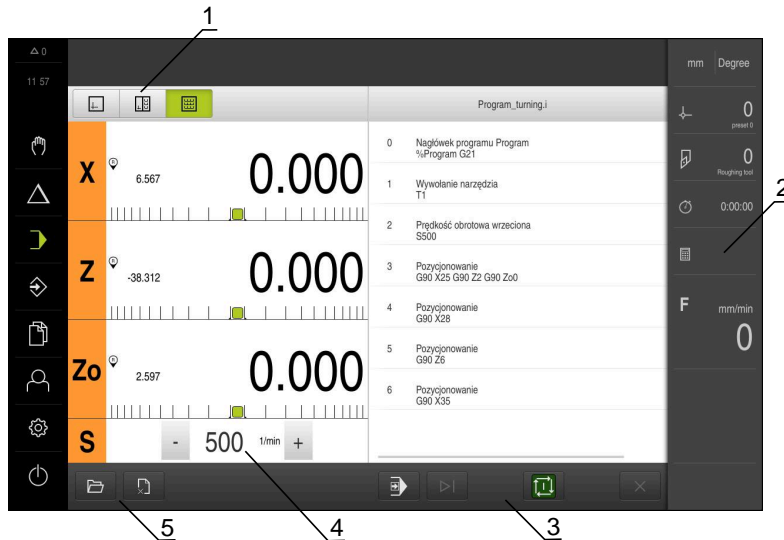 1
0
11 57
mm Degree
Program_turning.i
X
R
6.567
0.000
Z
R
-38.312
0.000
Zo
R
2.597
0.000
S
- 500 1/min +
0 Nagłówek programu Program
%Program G21
1 Wywołanie narzędzia
T1
2 Prędkość obrotowa wrzeciona
S500
3 Pozycjonowanie
G90 X25 G90 Z2 G90 Zo0
4 Pozycjonowanie
G90 X28
5 Pozycjonowanie
G90 Z6
6 Pozycjonowanie
G90 X35
0
preset 0
0
Roughing tool
0:00:00
2
F mm/min
0
5
4
3